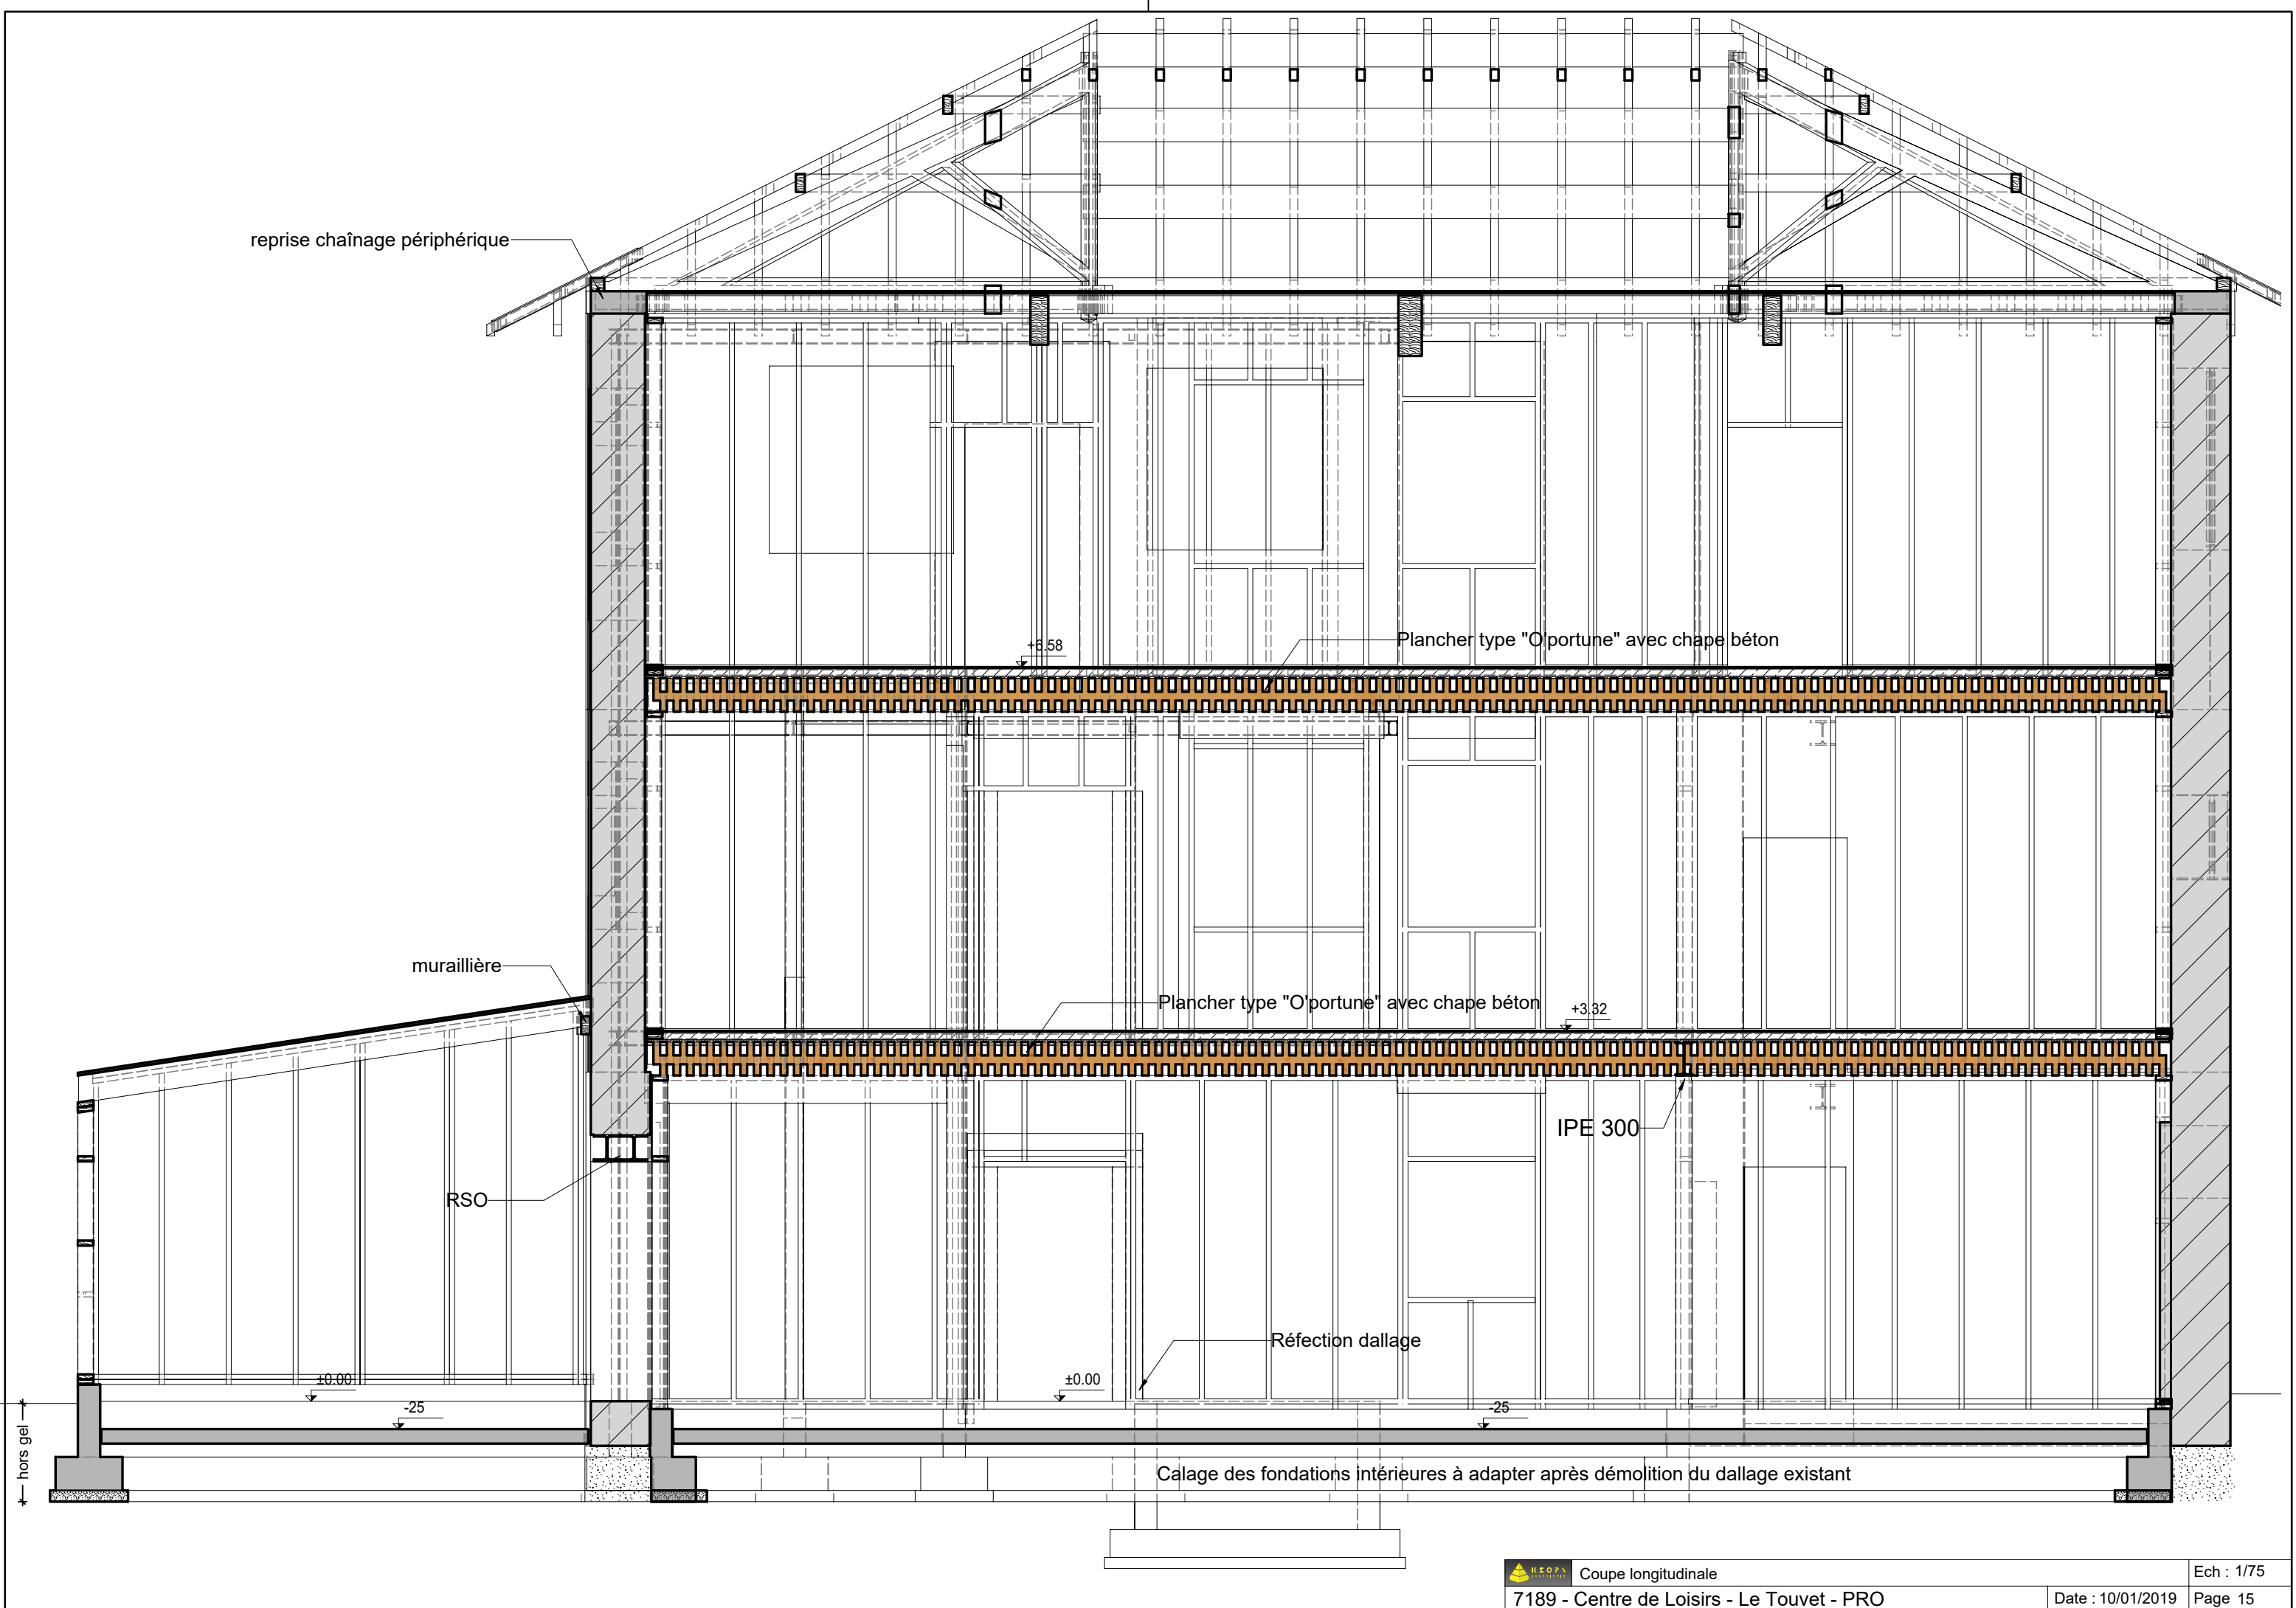 reprise chaînage périphérique
+6.58
Plancher type "O'portune" avec chape béton
muraillière
Plancher type "O'portune" avec chape béton
+3.32
IPE 300
RSO
Réfection dallage
±0.00
±0.00
-25
-25
hors gel
Calage des fondations intérieures à adapter après démolition du dallage existant
KEOPS
Coupe longitudinale
Ech : 1/75
7189 - Centre de Loisirs - Le Touvet - PRO
Date : 10/01/2019
Page 15